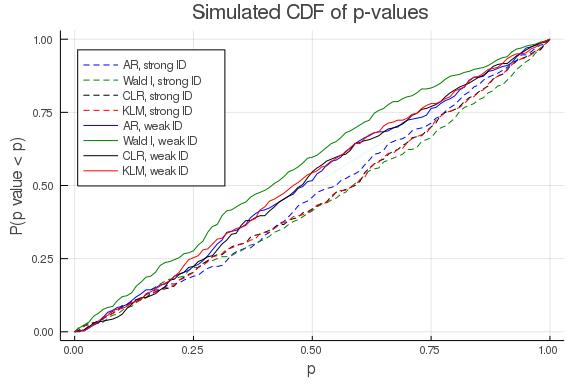 Simulated CDF of p-values
P(p value < p)
1.00
0.75
0.50
0.25
0.00
AR, strong ID
Wald I, strong ID
CLR, strong ID
KLM, strong ID
AR, weak ID
Wald I, weak ID
CLR, weak ID
KLM, weak ID
0.00 0.25 0.50 0.75 1.00
p